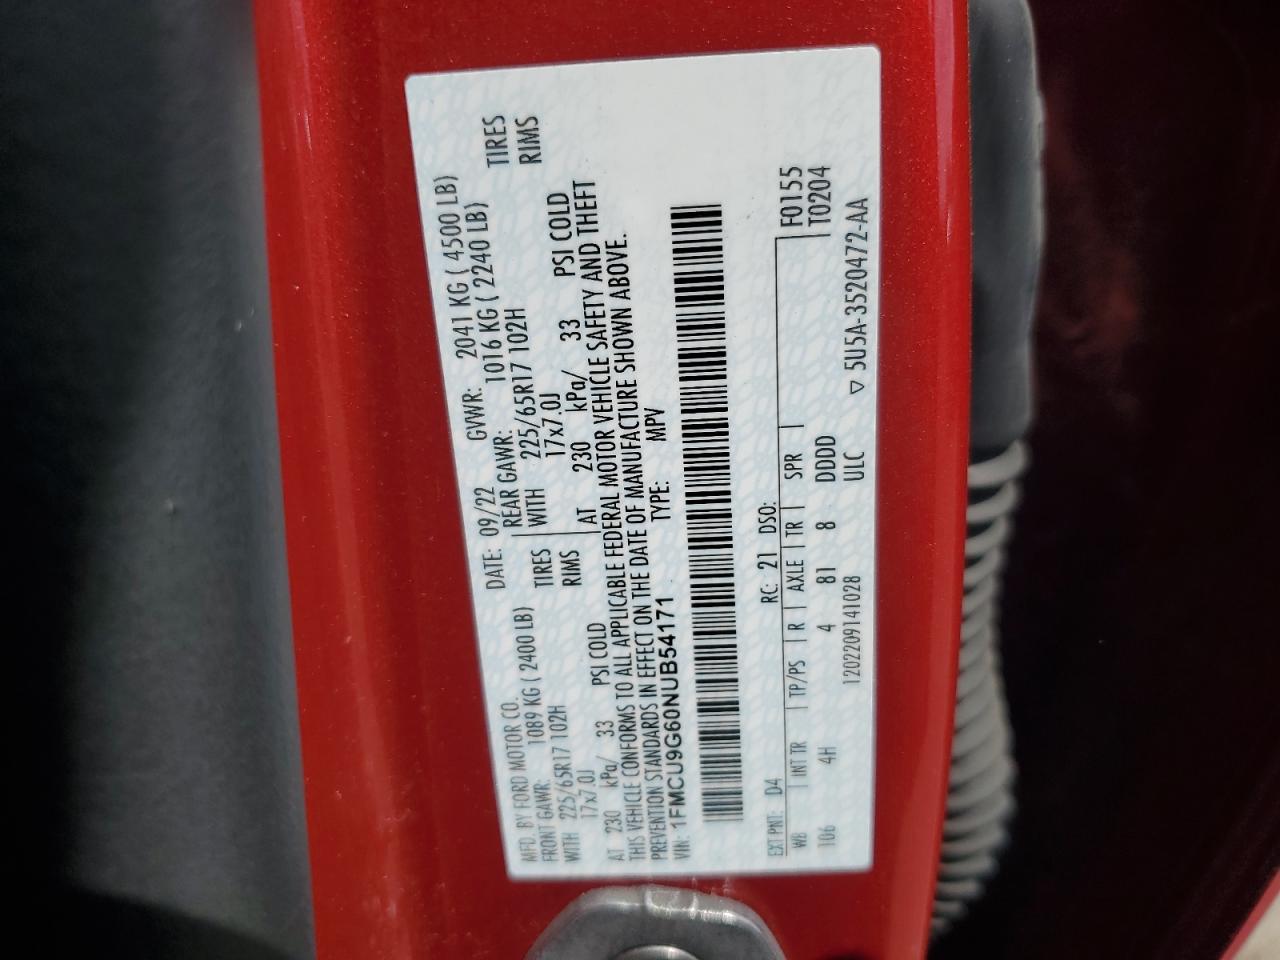 MFD. BY FORD MOTOR CO. DATE: 09/22 GVWR: 2041 KG ( 4500 LB)
FRONT GAWR: 1089 KG ( 2400 LB) REAR GAWR: 1016 KG ( 2240 LB)
WITH 225/65R17 102H TIRES WITH 225/65R17 102H TIRES
17x7.0J RIMS 17x7.0J RIMS
AT 230 kPa/ 33 PSI COLD AT 230 kPa/ 33 PSI COLD
THIS VEHICLE CONFORMS TO ALL APPLICABLE FEDERAL MOTOR VEHICLE SAFETY AND THEFT
PREVENTION STANDARDS IN EFFECT ON THE DATE OF MANUFACTURE SHOWN ABOVE.
VIN: 1FMCU9G60NUB54171 TYPE: MPV
EXT PNT: D4 RC: 21 DSO: F0155
WB INT TR TP/PS R AXLE TR SPR T0204
106 4H 4 81 8 DDDD
1202209141028 ULC ▽ 5U5A-3520472-AA